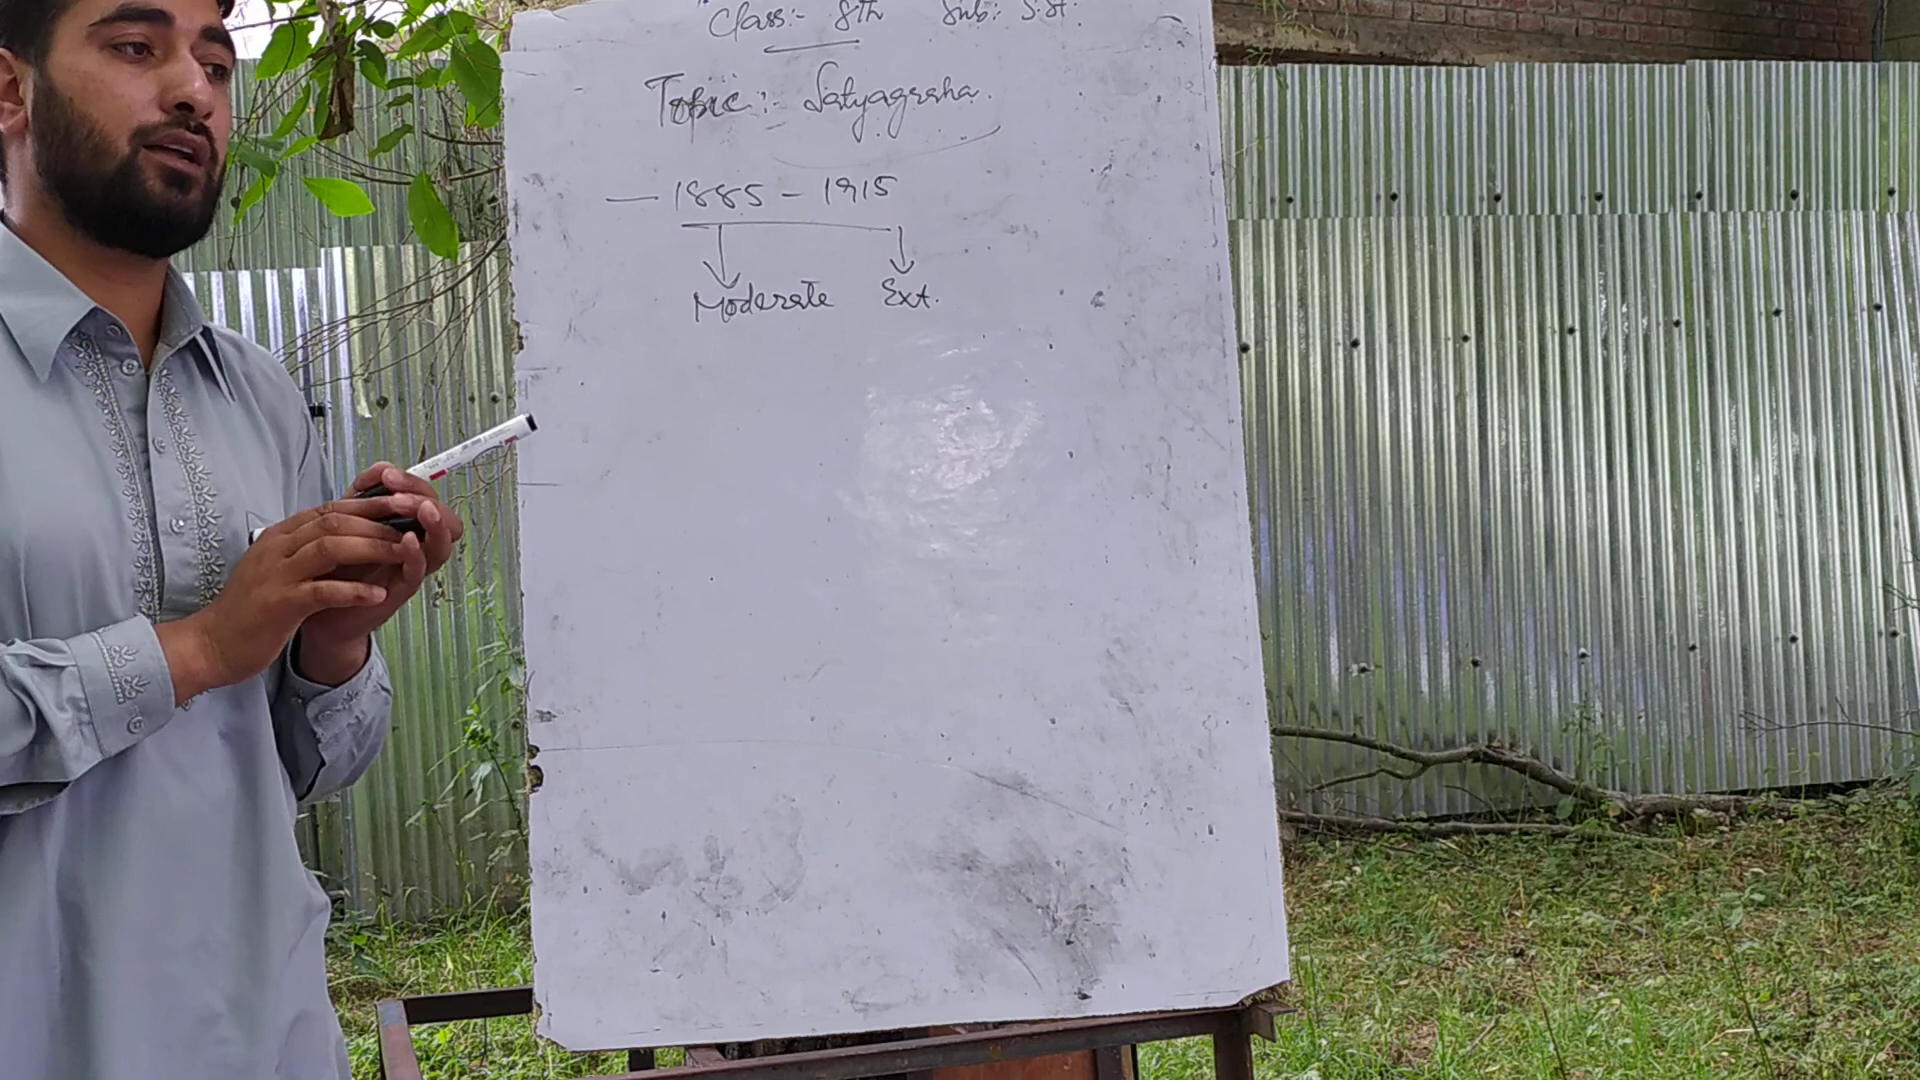 Class:- 8th Sub:- S.St.
Topic:- Satyagraha.
— 1885 - 1915
Moderate Ext.